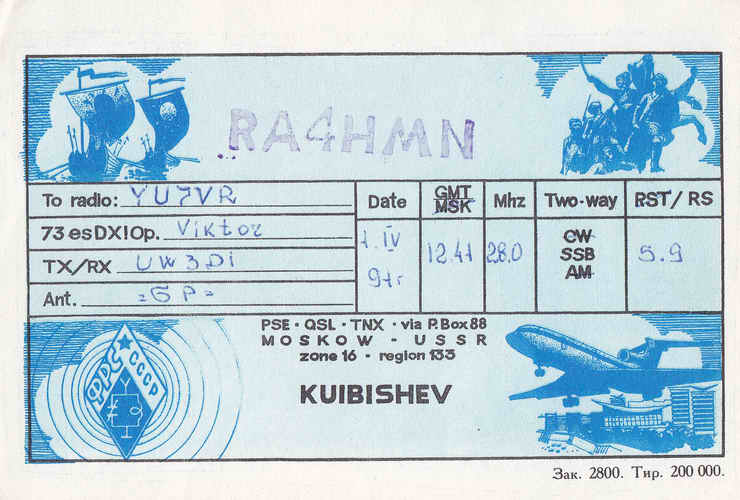 RA4HMN
To radio: YU7VR
73 es DX! Op. Viktor
TX/RX UW3Di
Ant. =GP=
Date
1. IV
91г
GMT
MSK
12.41
Mhz
28.0
Two-way
CW
SSB
AM
RST/RS
5.9
PSE · QSL · TNX · via P.Box 88
MOSKOW - USSR
zone 16 · region 133
KUIBISHEV
ФРС СССР
Зак. 2800. Тир. 200 000.